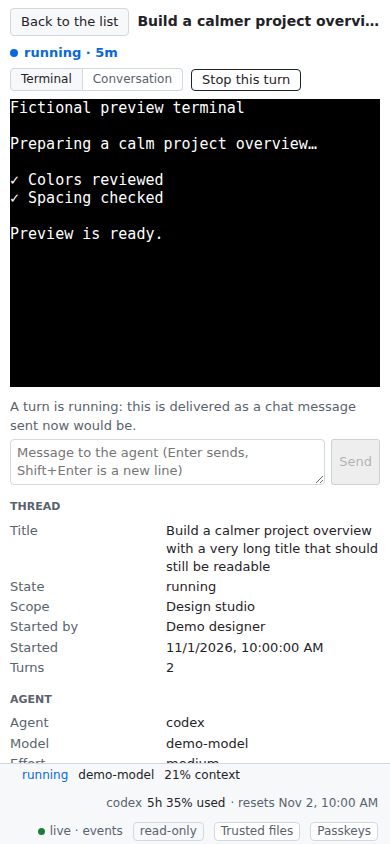 Back to the list Build a calmer project overvi...
running · 5m
Terminal Conversation Stop this turn
Fictional preview terminal
Preparing a calm project overview…
✓ Colors reviewed
✓ Spacing checked
Preview is ready.
A turn is running: this is delivered as a chat message
sent now would be.
Message to the agent (Enter sends,
Shift+Enter is a new line)
Send
THREAD
Title Build a calmer project overview
with a very long title that should
still be readable
State running
Scope Design studio
Started by Demo designer
Started 11/1/2026, 10:00:00 AM
Turns 2
AGENT
Agent codex
Model demo-model
Effort medium
running demo-model 21% context
codex 5h 35% used · resets Nov 2, 10:00 AM
live · events read-only Trusted files Passkeys